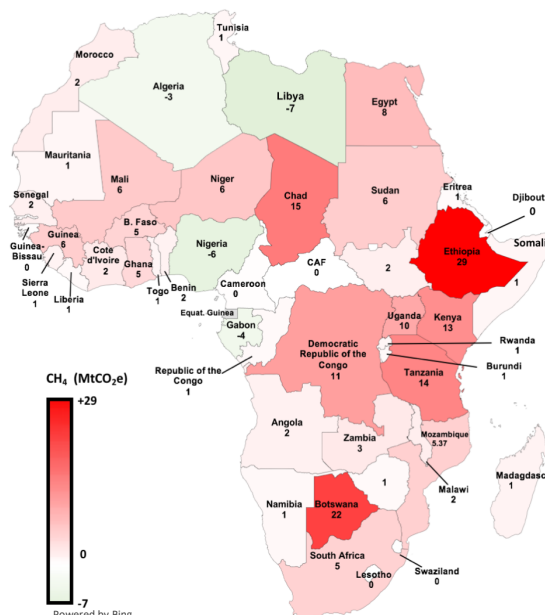 Tunisia
1
Morocco
2
Algeria
-3
Libya
-7
Egypt
8
Mauritania
1
Mali
6
Niger
6
Chad
15
Sudan
6
Eritrea
1
Djibout
0
Senegal
2
Guinea
6
B. Faso
5
Nigeria
-6
CAF
0
2
Ethiopia
29
Somali
1
Guinea-
Bissau
0
Sierra
Leone
1
Liberia
1
Cote
d'Ivoire
2
Ghana
5
Togo
1
Benin
2
Cameroon
0
Equat. Guinea
Gabon
-4
Republic of the
Congo
1
Democratic
Republic of the
Congo
11
Uganda
10
Kenya
13
Rwanda
1
Burundi
1
Tanzania
14
CH₄ (MtCO₂e)
+29
0
-7
Angola
2
Zambia
3
Mozambique
5.37
Malawi
2
Madagasc
1
Namibia
1
Botswana
22
1
South Africa
5
Lesotho
0
Swaziland
0
Powered by Bing